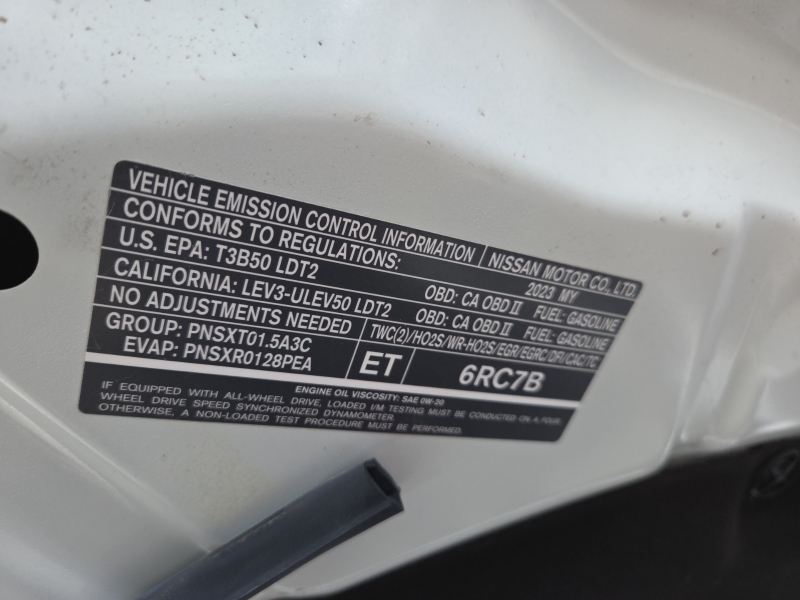 VEHICLE EMISSION CONTROL INFORMATION NISSAN MOTOR CO., LTD.
CONFORMS TO REGULATIONS: 2023 MY
U.S. EPA: T3B50 LDT2 OBD: CA OBD II FUEL: GASOLINE
CALIFORNIA: LEV3-ULEV50 LDT2 OBD: CA OBD II FUEL: GASOLINE
NO ADJUSTMENTS NEEDED TWC(2)/HO2S/WR-HO2S/EGR/EGRC/DFI/CAC/TC
GROUP: PNSXT01.5A3C
EVAP: PNSXR0128PEA ET 6RC7B
ENGINE OIL VISCOSITY: SAE 0W-20
IF EQUIPPED WITH ALL-WHEEL DRIVE, LOADED I/M TESTING MUST BE CONDUCTED ON A FOUR
WHEEL DRIVE SPEED SYNCHRONIZED DYNAMOMETER.
OTHERWISE, A NON-LOADED TEST PROCEDURE MUST BE PERFORMED.